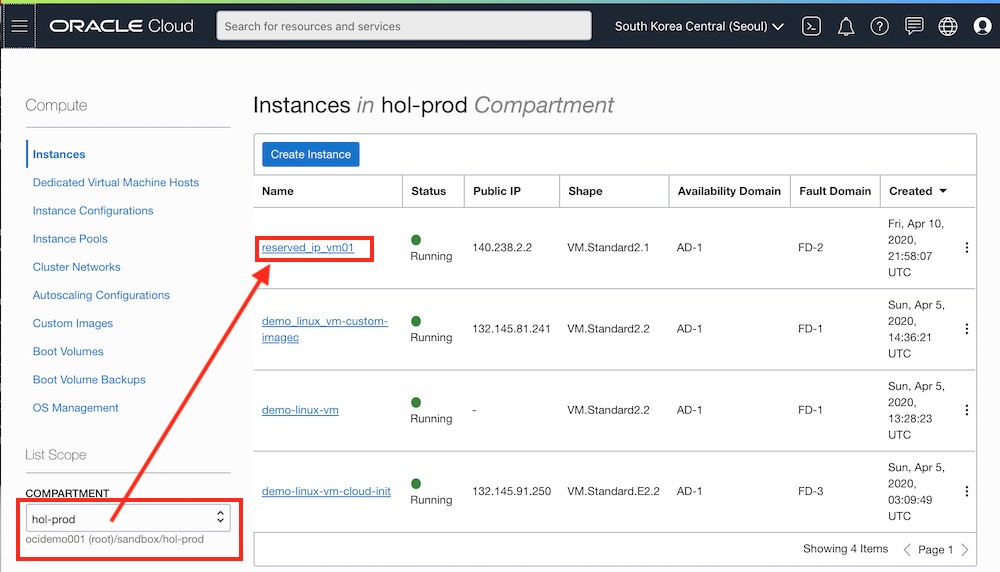 ORACLE Cloud
Search for resources and services
South Korea Central (Seoul)
Compute
Instances
Dedicated Virtual Machine Hosts
Instance Configurations
Instance Pools
Cluster Networks
Autoscaling Configurations
Custom Images
Boot Volumes
Boot Volume Backups
OS Management
List Scope
COMPARTMENT
hol-prod
ocidemo001 (root)/sandbox/hol-prod
Instances in hol-prod Compartment
Create Instance
Name Status Public IP Shape Availability Domain Fault Domain Created
reserved_ip_vm01 Running 140.238.2.2 VM.Standard2.1 AD-1 FD-2 Fri, Apr 10,
2020,
21:58:07
UTC
demo_linux_vm-custom- Running 132.145.81.241 VM.Standard2.2 AD-1 FD-1 Sun, Apr 5,
imagec 2020,
14:36:21
UTC
demo-linux-vm Running - VM.Standard2.2 AD-1 FD-1 Sun, Apr 5,
2020,
13:28:23
UTC
demo-linux-vm-cloud-init Running 132.145.91.250 VM.Standard.E2.2 AD-1 FD-3 Sun, Apr 5,
2020,
03:09:49
UTC
Showing 4 Items Page 1